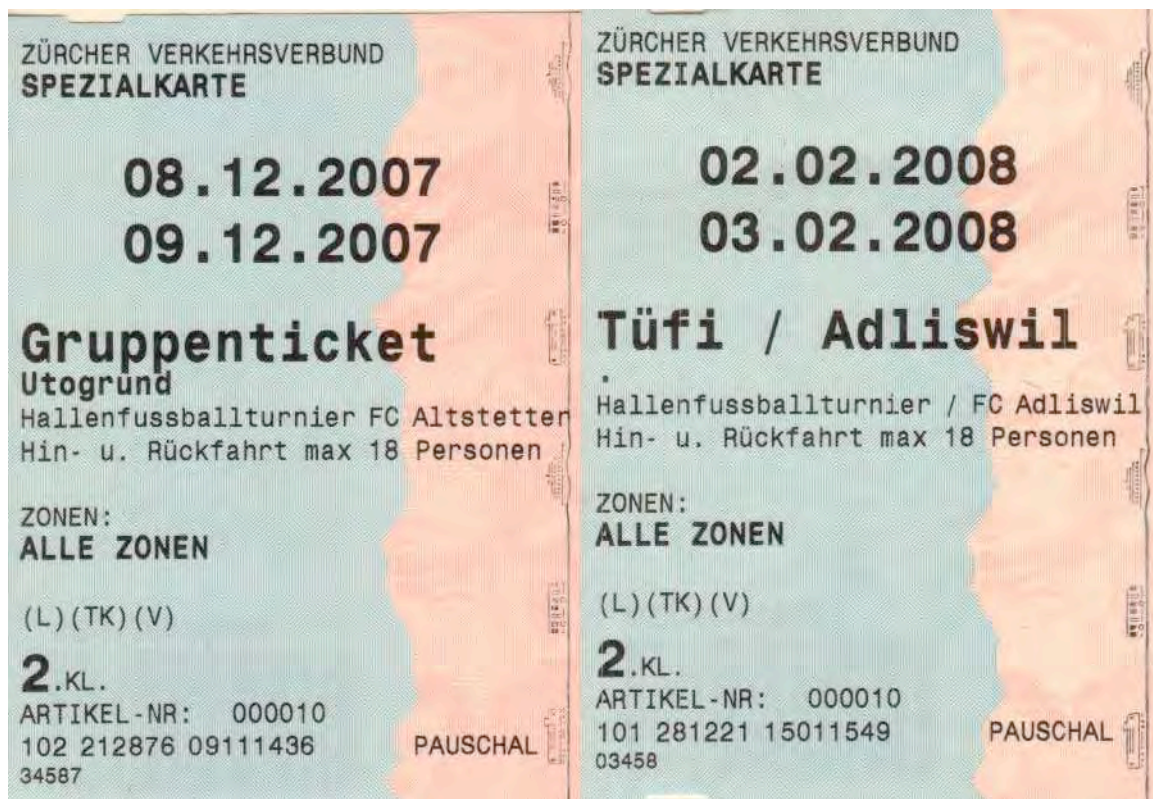 ZÜRCHER VERKEHRSVERBUND
SPEZIALKARTE
08.12.2007
09.12.2007
Gruppenticket
Utogrund
Hallenfussballturnier FC Altstetter
Hin- u. Rückfahrt max 18 Personen
ZONEN:
ALLE ZONEN
(L)(TK)(V)
2.KL.
ARTIKEL-NR: 000010
102 212876 09111436 PAUSCHAL
34587
ZÜRCHER VERKEHRSVERBUND
SPEZIALKARTE
02.02.2008
03.02.2008
Tüfi / Adliswil
.
Hallenfussballturnier / FC Adliswil
Hin- u. Rückfahrt max 18 Personen
ZONEN:
ALLE ZONEN
(L)(TK)(V)
2.KL.
ARTIKEL-NR: 000010
101 281221 15011549 PAUSCHAL
03458